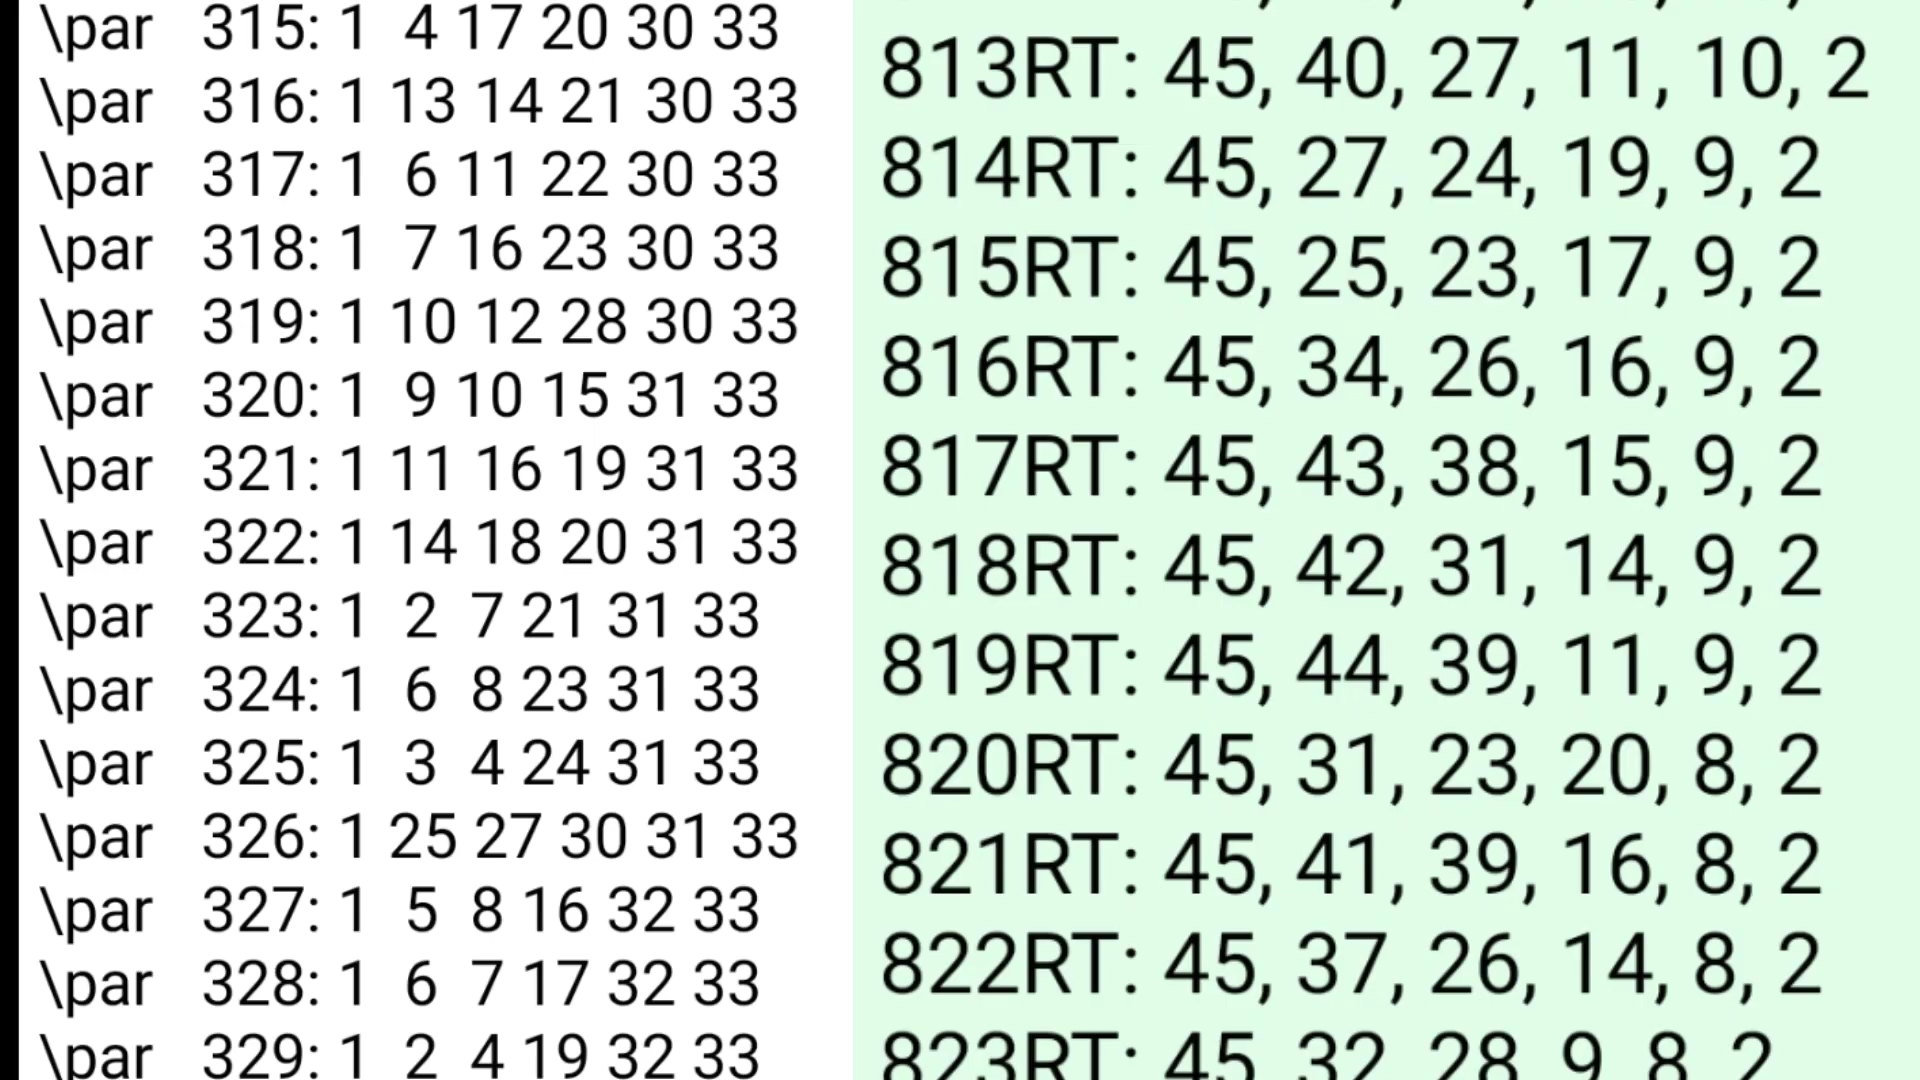 \par 315: 1 4 17 20 30 33
\par 316: 1 13 14 21 30 33
\par 317: 1 6 11 22 30 33
\par 318: 1 7 16 23 30 33
\par 319: 1 10 12 28 30 33
\par 320: 1 9 10 15 31 33
\par 321: 1 11 16 19 31 33
\par 322: 1 14 18 20 31 33
\par 323: 1 2 7 21 31 33
\par 324: 1 6 8 23 31 33
\par 325: 1 3 4 24 31 33
\par 326: 1 25 27 30 31 33
\par 327: 1 5 8 16 32 33
\par 328: 1 6 7 17 32 33
\par 329: 1 2 4 19 32 33
813RT: 45, 40, 27, 11, 10, 2
814RT: 45, 27, 24, 19, 9, 2
815RT: 45, 25, 23, 17, 9, 2
816RT: 45, 34, 26, 16, 9, 2
817RT: 45, 43, 38, 15, 9, 2
818RT: 45, 42, 31, 14, 9, 2
819RT: 45, 44, 39, 11, 9, 2
820RT: 45, 31, 23, 20, 8, 2
821RT: 45, 41, 39, 16, 8, 2
822RT: 45, 37, 26, 14, 8, 2
823RT: 45, 32, 28, 9, 8, 2